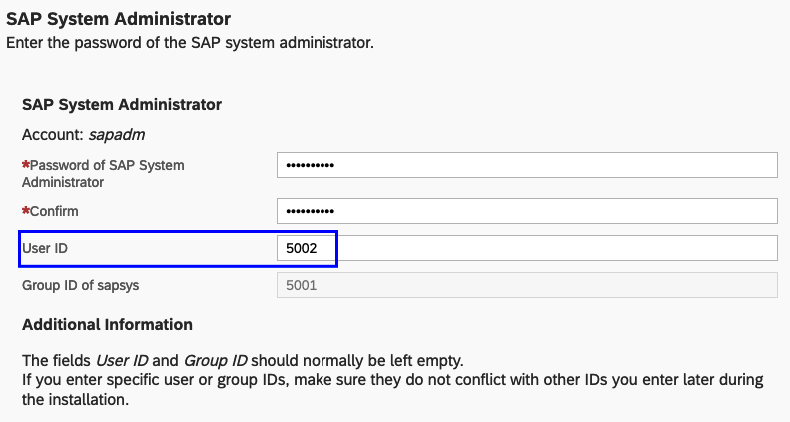 SAP System Administrator
Enter the password of the SAP system administrator.
SAP System Administrator
Account: sapadm
*Password of SAP System
Administrator
••••••••••
*Confirm
••••••••••
User ID
5002
Group ID of sapsys
5001
Additional Information
The fields User ID and Group ID should normally be left empty.
If you enter specific user or group IDs, make sure they do not conflict with other IDs you enter later during
the installation.